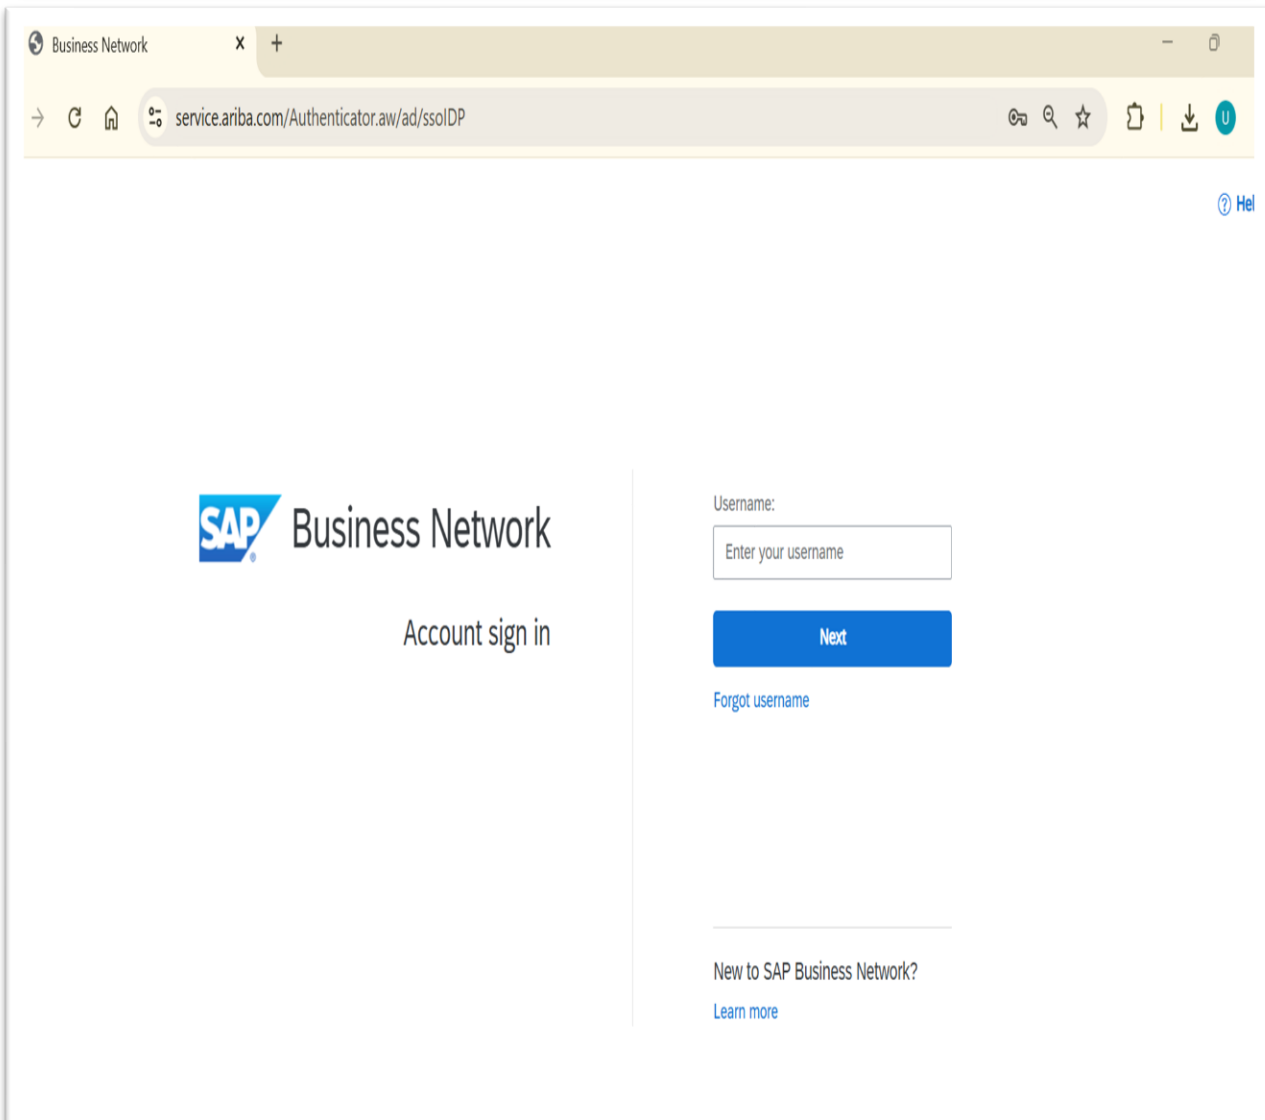 Business Network
service.ariba.com/Authenticator.aw/ad/ssoIDP
U
Hel
SAP Business Network
Account sign in
Username:
Enter your username
Next
Forgot username
New to SAP Business Network?
Learn more